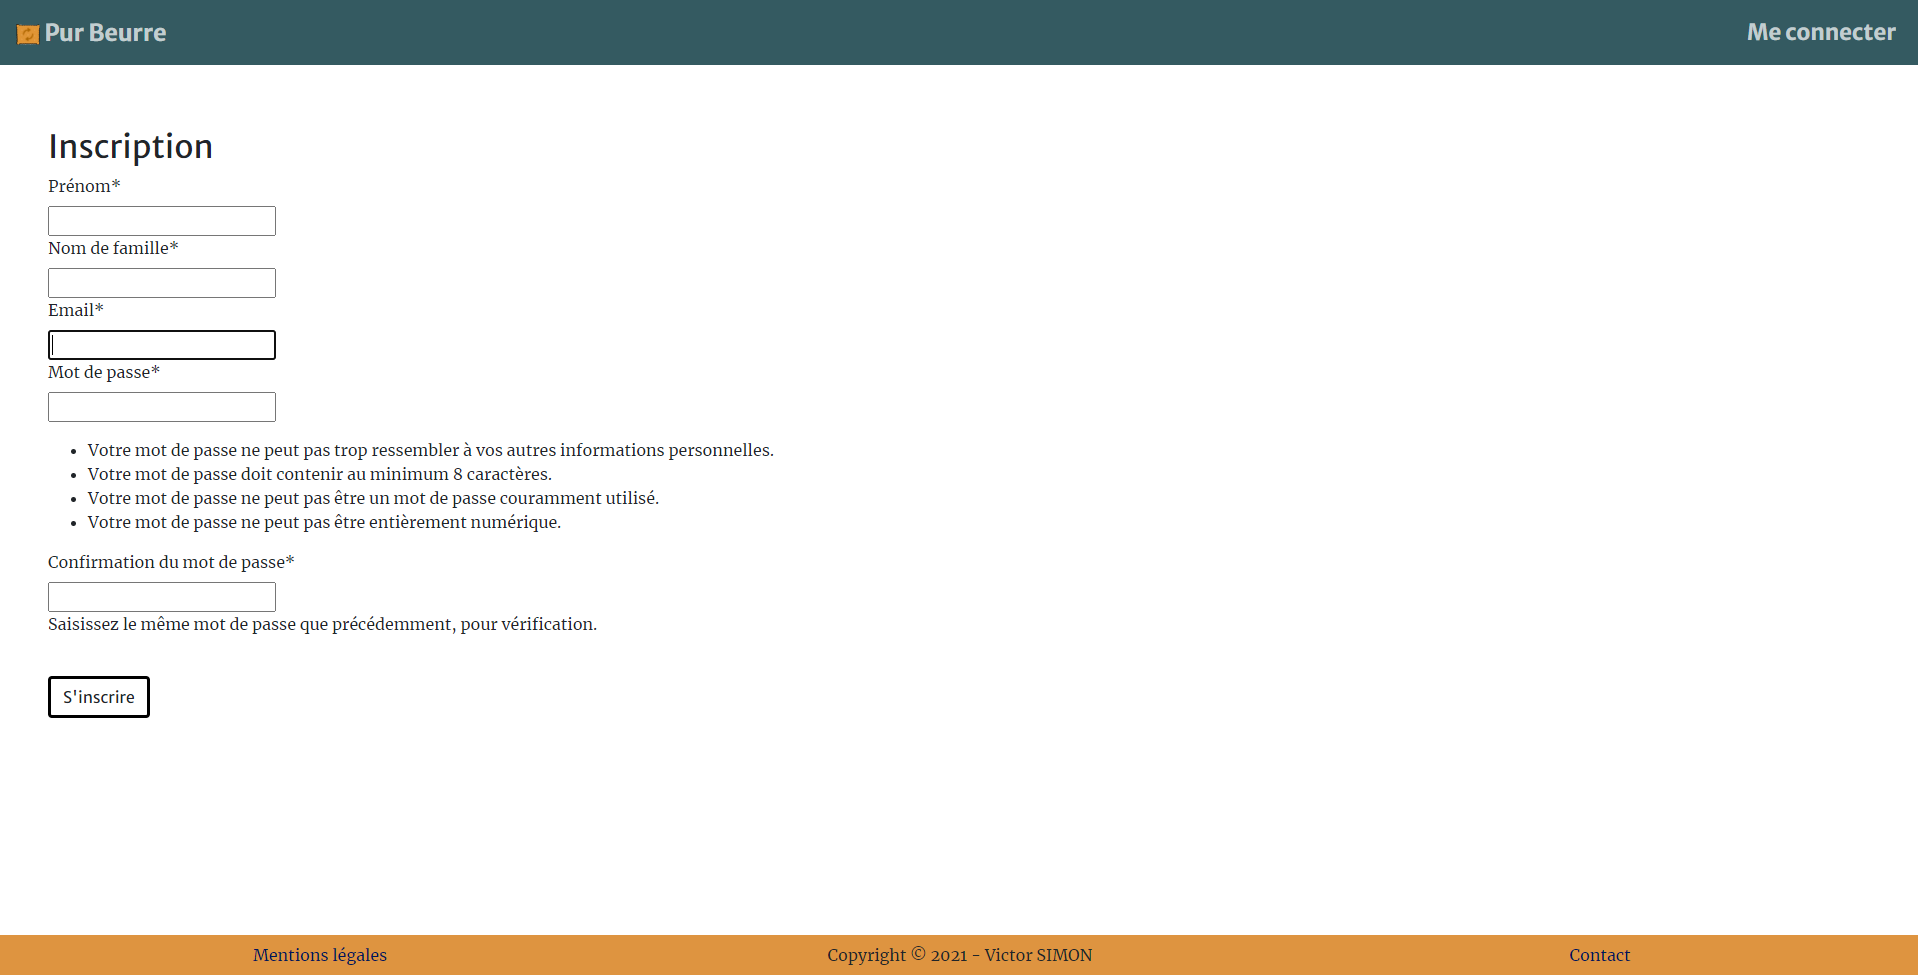 Pur Beurre
Me connecter
Inscription
Prénom*
Nom de famille*
Email*
Mot de passe*
Votre mot de passe ne peut pas trop ressembler à vos autres informations personnelles.
Votre mot de passe doit contenir au minimum 8 caractères.
Votre mot de passe ne peut pas être un mot de passe couramment utilisé.
Votre mot de passe ne peut pas être entièrement numérique.
Confirmation du mot de passe*
Saisissez le même mot de passe que précédemment, pour vérification.
S'inscrire
Mentions légales
Copyright © 2021 - Victor SIMON
Contact